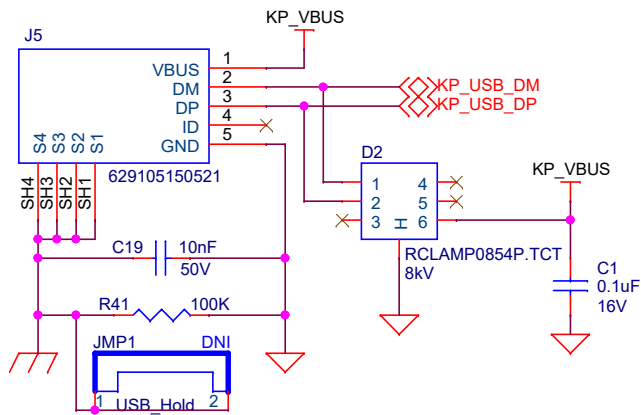 KP_VBUS
J5
VBUS 1
DM 2
DP 3
ID 4
GND 5
KP_USB_DM
KP_USB_DP
S4 S3 S2 S1
SH4 SH3 SH2 SH1
629105150521
D2
1 4
2 5
3 H 6
KP_VBUS
RCLAMP0854P.TCT
8kV
C19 10nF
50V
C1
0.1uF
16V
R41 100K
JMP1 DNI
1 USB_Hold 2